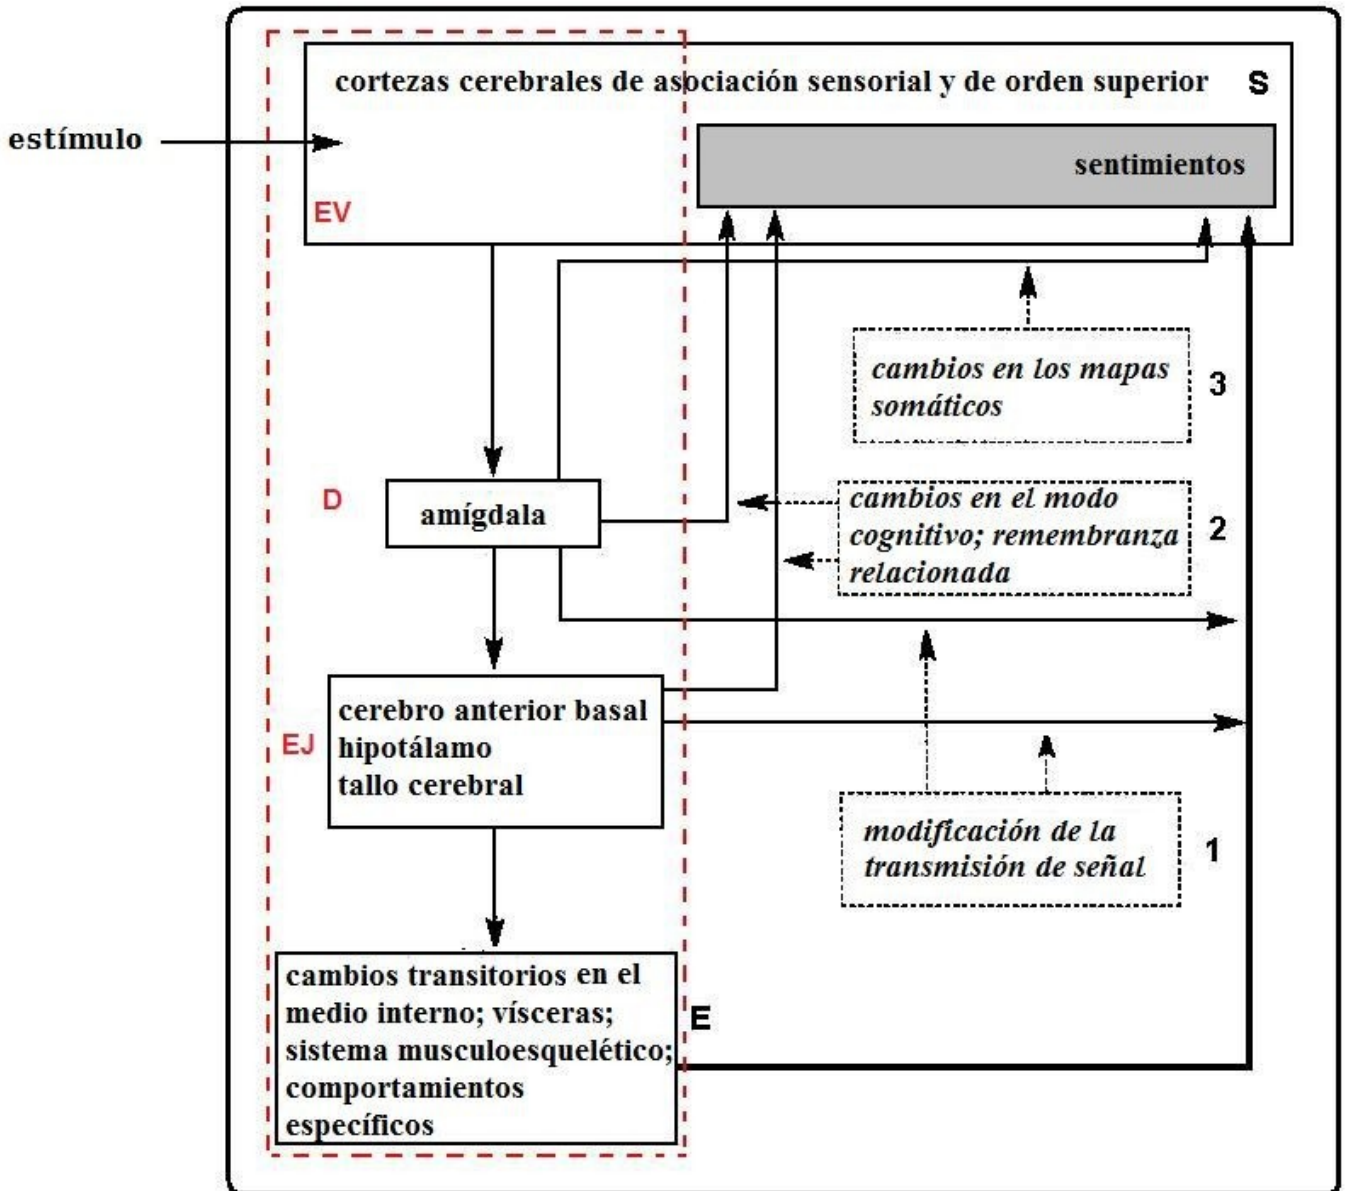 cortezas cerebrales de asociación sensorial y de orden superior S
estímulo
sentimientos
EV
cambios en los mapas
somáticos
3
D
amígdala
cambios en el modo
cognitivo; remembranza
relacionada
2
EJ
cerebro anterior basal
hipotálamo
tallo cerebral
modificación de la
transmisión de señal
1
cambios transitorios en el
medio interno; vísceras;
sistema musculoesquelético;
comportamientos
específicos
E